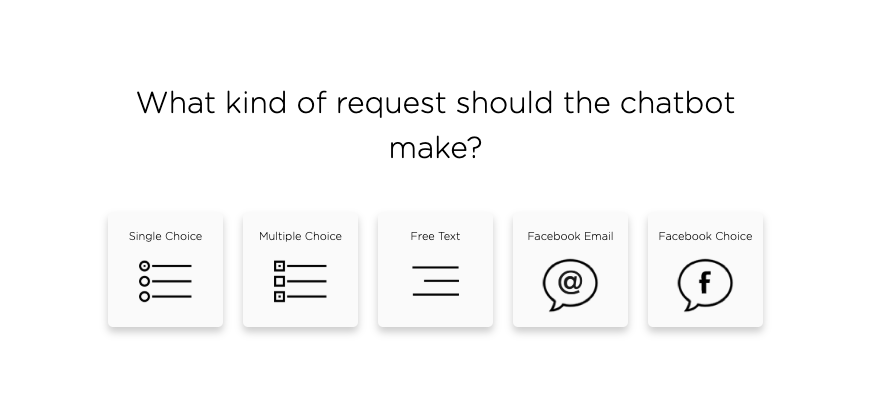 What kind of request should the chatbot
make?
Single Choice
Multiple Choice
Free Text
Facebook Email
@
Facebook Choice
f